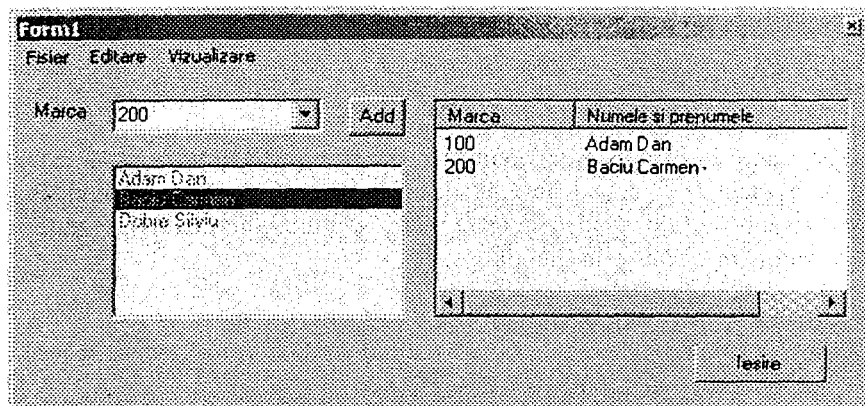 Form1
Fisier Editare Vizualizare
Marca 200 Add
Adam Dan
Baciu Carmen
Dobre Silviu
Marca Numele si prenumele
100 Adam Dan
200 Baciu Carmen
Iesire